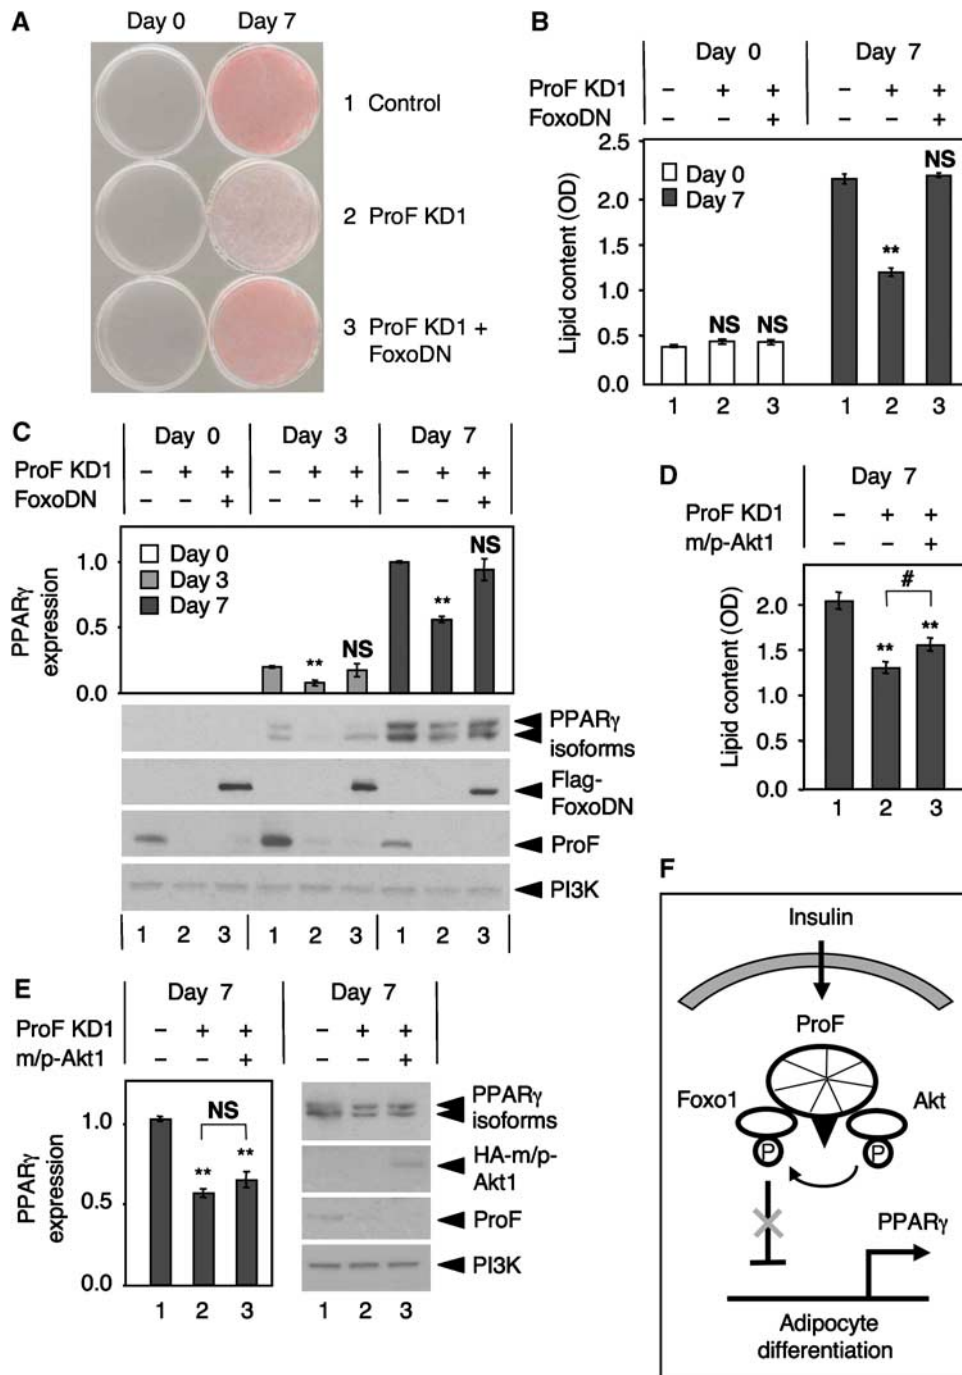 A
Day 0 Day 7
1 Control
2 ProF KD1
3 ProF KD1 +
FoxoDN
B
Day 0 Day 7
ProF KD1 – + + – + +
FoxoDN – – + – – +
Lipid content (OD)
2.5
2.0
1.5
1.0
0.5
0.0
Day 0
Day 7
NS NS ** NS
1 2 3 1 2 3
C
Day 0 Day 3 Day 7
ProF KD1 – + + – + + – + +
FoxoDN – – + – – + – – +
PPARγ
expression
1.0
0.5
0.0
Day 0
Day 3
Day 7
** NS ** NS
PPARγ
isoforms
Flag-
FoxoDN
ProF
PI3K
1 2 3 1 2 3 1 2 3
D
Day 7
ProF KD1 – + +
m/p-Akt1 – – +
Lipid content (OD)
2.0
1.5
1.0
0.5
0.0
#
** **
1 2 3
E
Day 7 Day 7
ProF KD1 – + + – + +
m/p-Akt1 – – + – – +
PPARγ
expression
1.0
0.5
0.0
NS
** **
1 2 3
PPARγ
isoforms
HA-m/p-
Akt1
ProF
PI3K
1 2 3
F
Insulin
ProF
Foxo1 Akt
P P
PPARγ
Adipocyte
differentiation